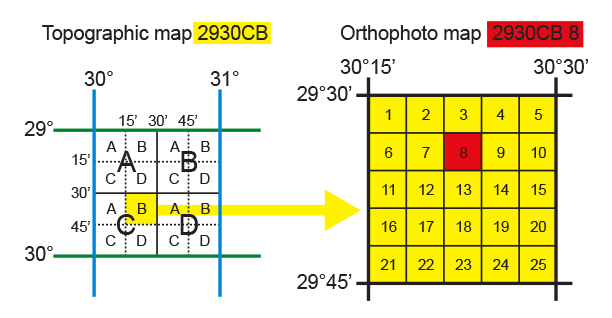 Topographic map 2930CB
30° 31°
15’ 30’ 45’
29°
A B A B
15’ A B
C D C D
30’
A B A B
45’ C D
C D C D
30°
Orthophoto map 2930CB 8
30°15’ 30°30’
29°30’
1 2 3 4 5
6 7 8 9 10
11 12 13 14 15
16 17 18 19 20
21 22 23 24 25
29°45’